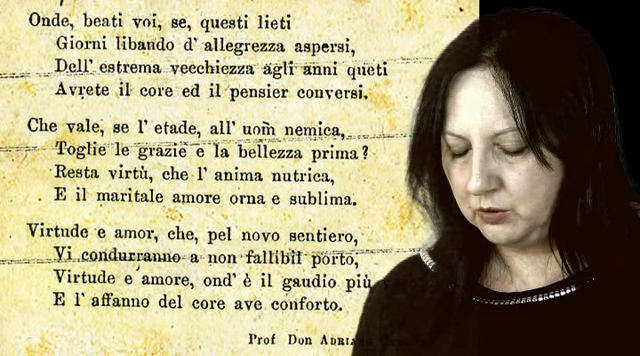 Onde, beati voi, se, questi lieti
Giorni libando d' allegrezza aspersi,
Dell' estrema vecchiezza agli anni queti
Avrete il core ed il pensier conversi.
Che vale, se l' etade, all' uom nemica,
Toglie le grazie e la bellezza prima?
Resta virtù, che l' anima nutrica,
E il maritale amore orna e sublima.
Virtude e amor, che, pel novo sentiero,
Vi condurranno a non fallibil porto,
Virtude e amore, ond' è il gaudio più
E l' affanno del core ave conforto.
Prof Don